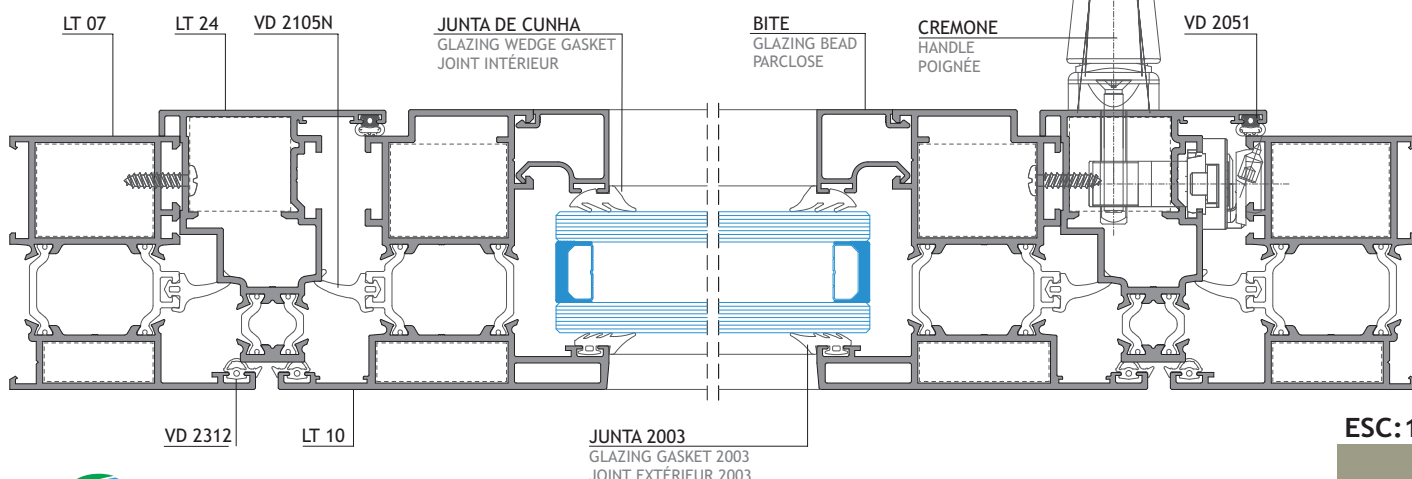 LT 07
LT 24
VD 2105N
JUNTA DE CUNHA
GLAZING WEDGE GASKET
JOINT INTÉRIEUR
BITE
GLAZING BEAD
PARCLOSE
CREMONE
HANDLE
POIGNÉE
VD 2051
VD 2312
LT 10
JUNTA 2003
GLAZING GASKET 2003
JOINT EXTÉRIEUR 2003
ESC:1